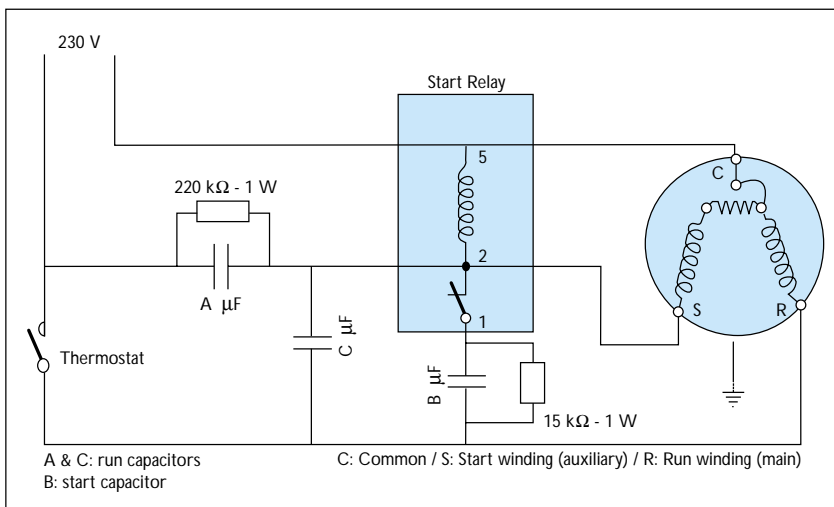 230 V
Start Relay
5
C
220 kΩ - 1 W
2
A µF
1
S
R
Thermostat
C µF
B µF
15 kΩ - 1 W
A & C: run capacitors
B: start capacitor
C: Common / S: Start winding (auxiliary) / R: Run winding (main)